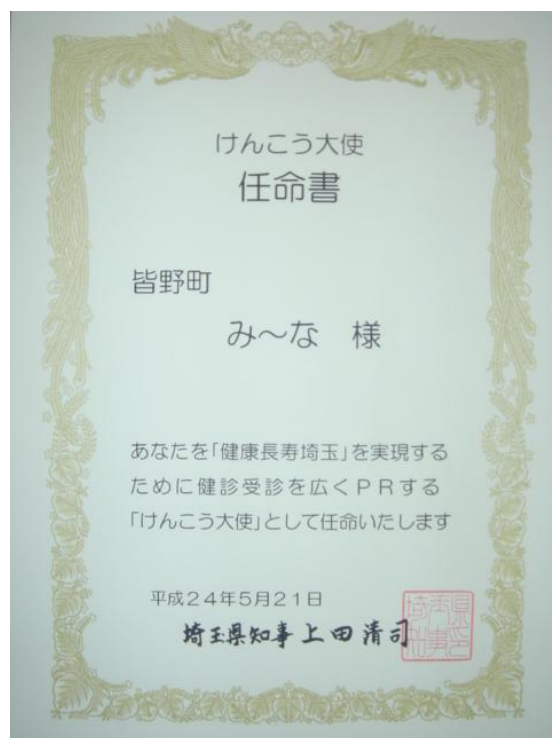 けんこう大使
任命書
皆野町
み～な　様
あなたを「健康長寿埼玉」を実現する
ために健診受診を広くＰＲする
「けんこう大使」として任命いたします
平成２４年５月２１日
埼玉県知事上田清司